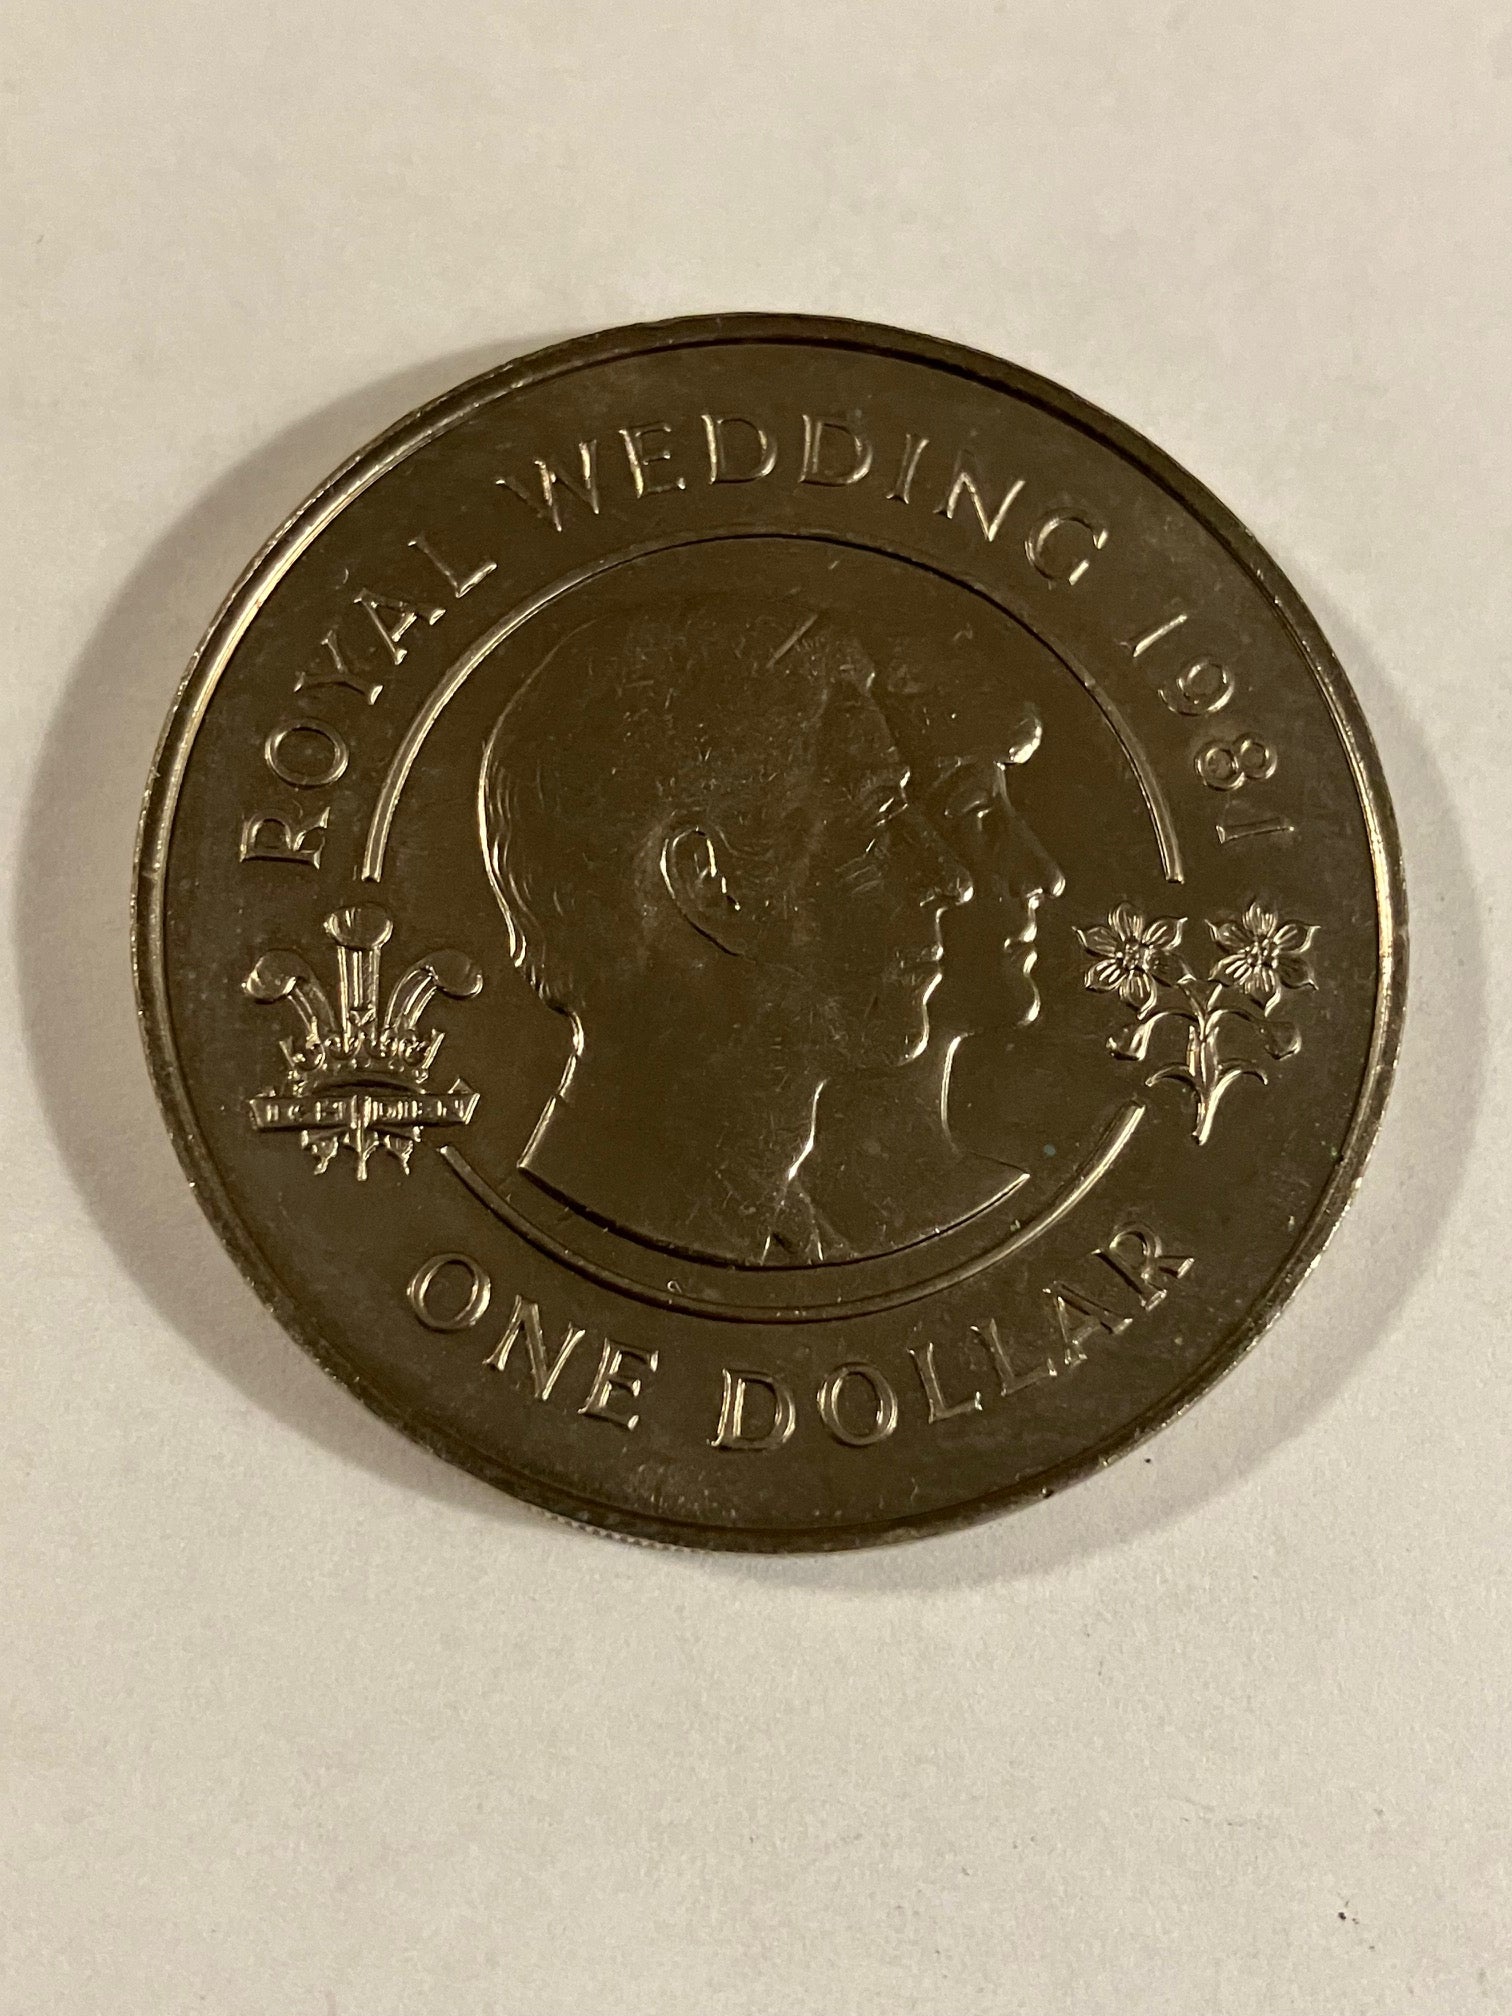 ROYAL WEDDING 1981
ICH DIEN
ONE DOLLAR